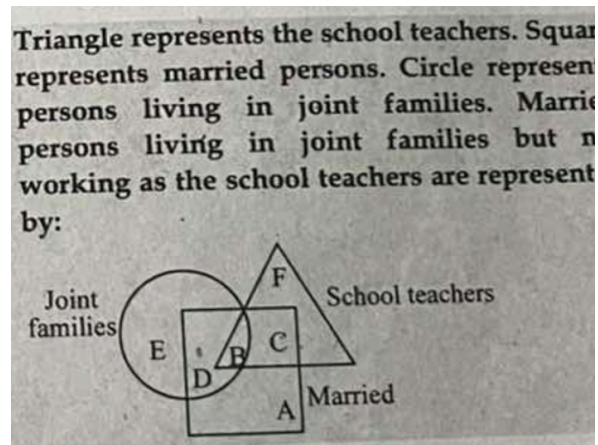 Triangle represents the school teachers. Squar
represents married persons. Circle represen
persons living in joint families. Marrie
persons living in joint families but n
working as the school teachers are represent
by:
F
Joint
families
School teachers
E
B
C
D
A
Married